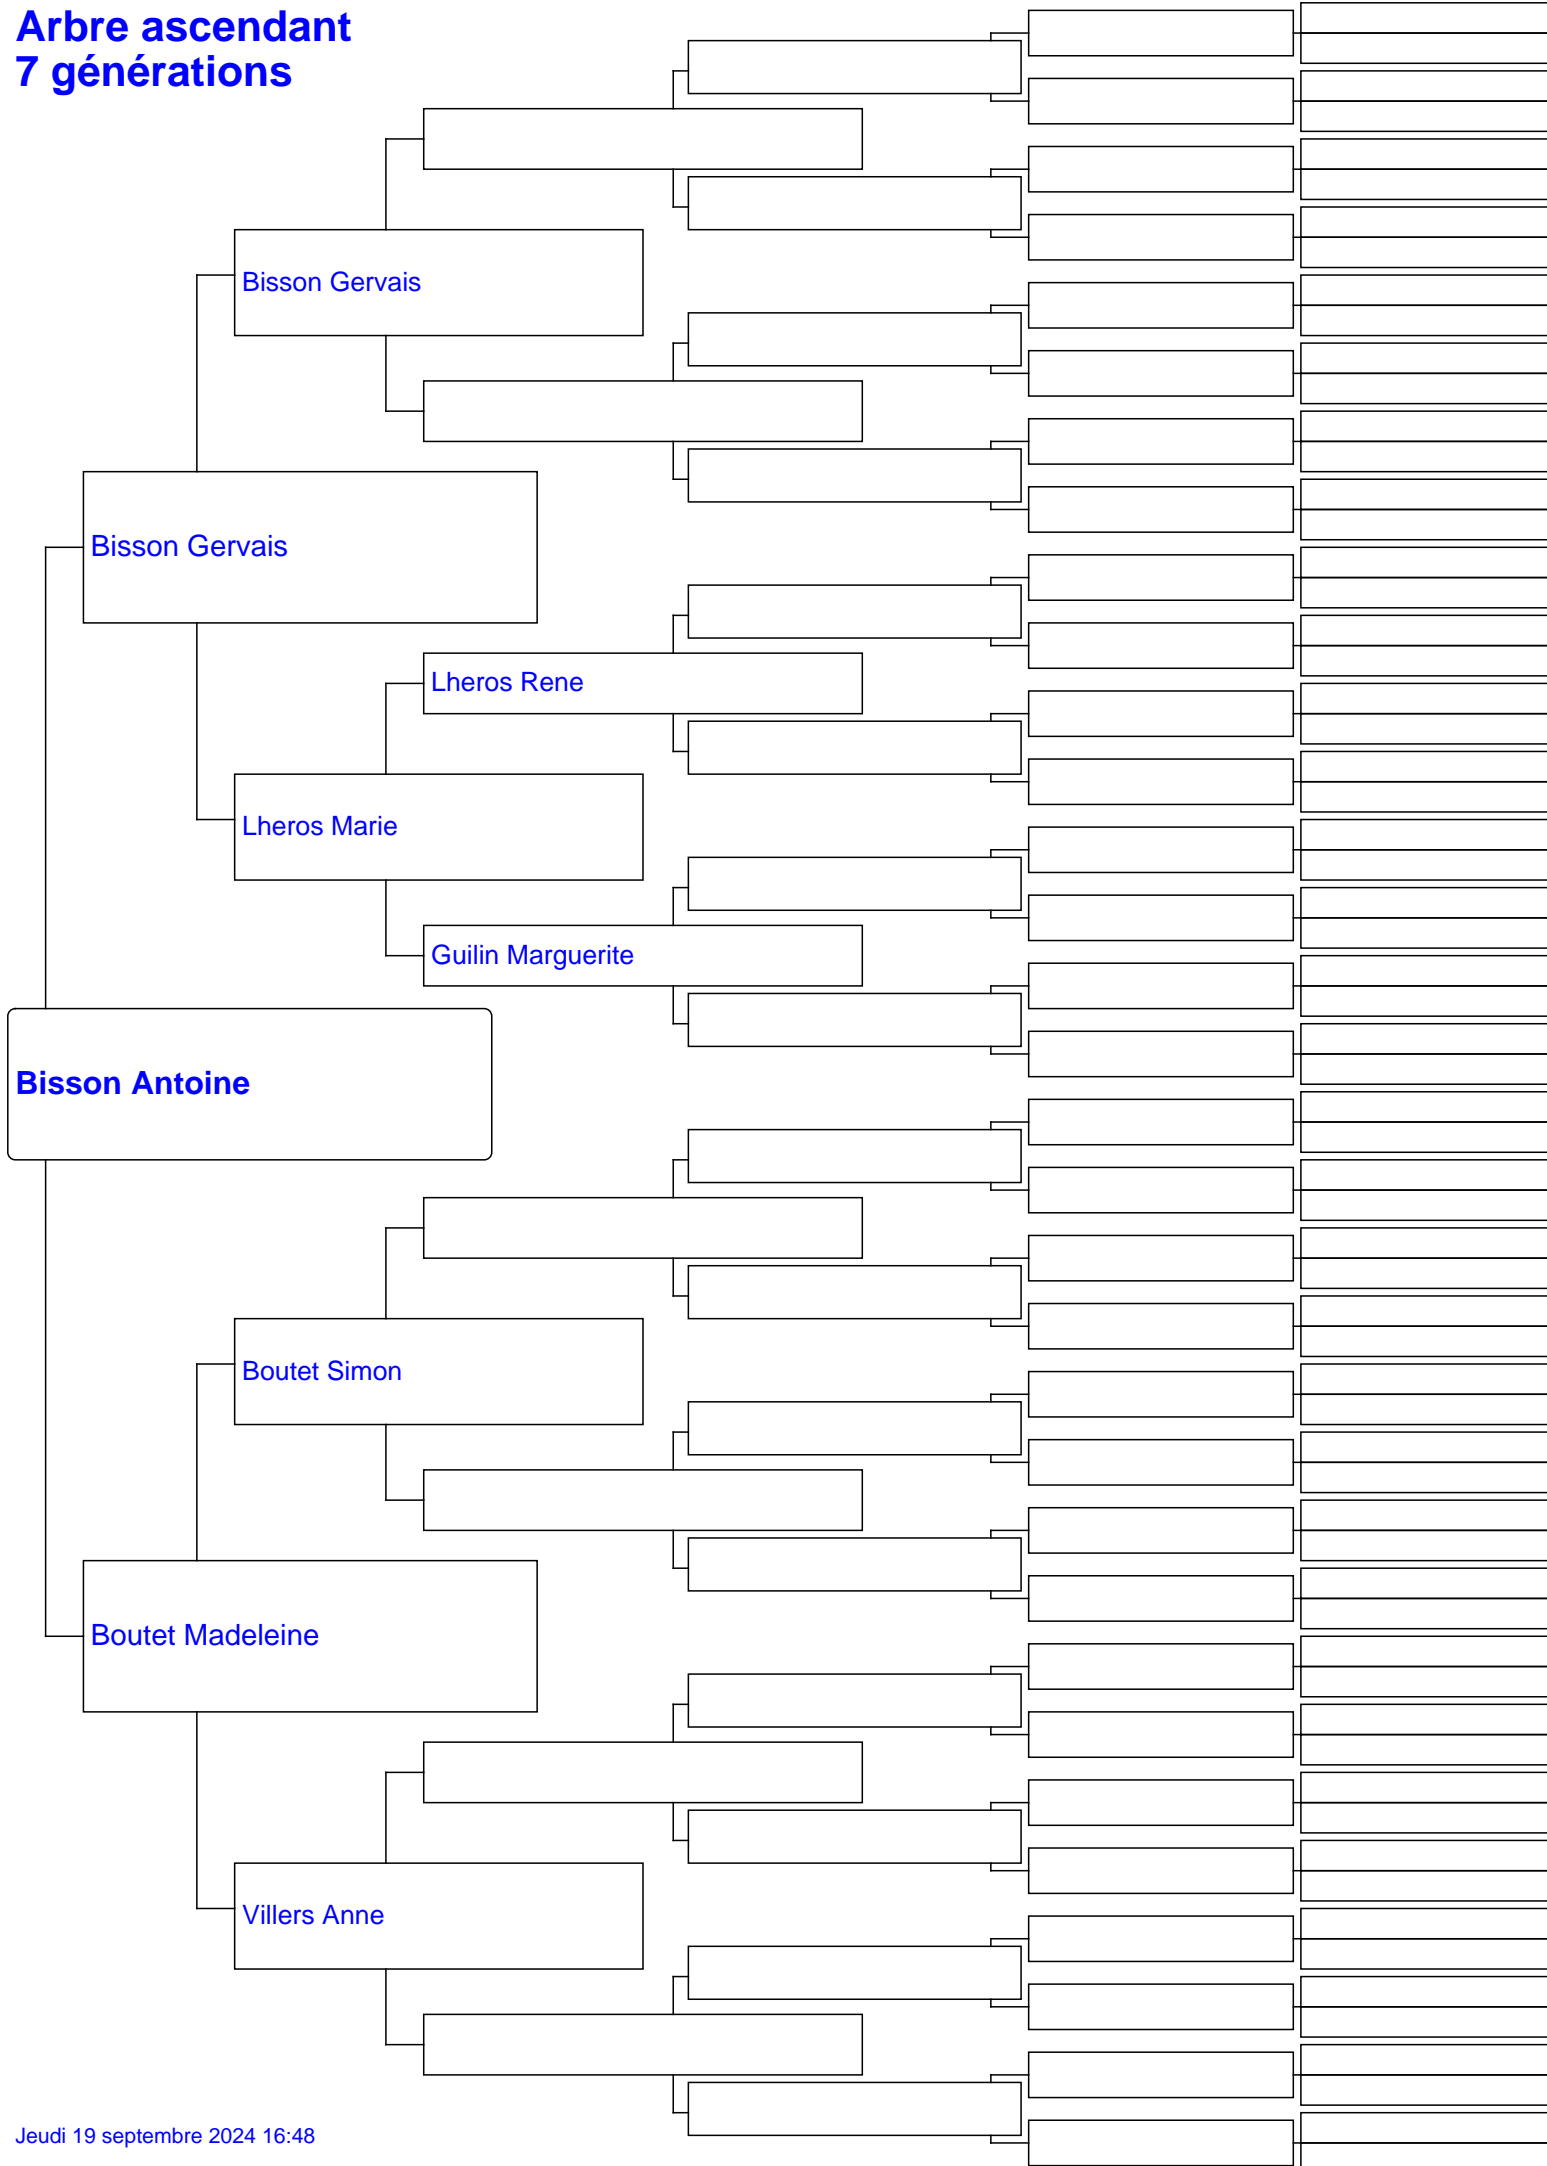 Arbre ascendant
7 générations
Bisson Gervais
Bisson Gervais
Lheros Rene
Lheros Marie
Guilin Marguerite
Bisson Antoine
Boutet Simon
Boutet Madeleine
Villers Anne
Jeudi 19 septembre 2024 16:48